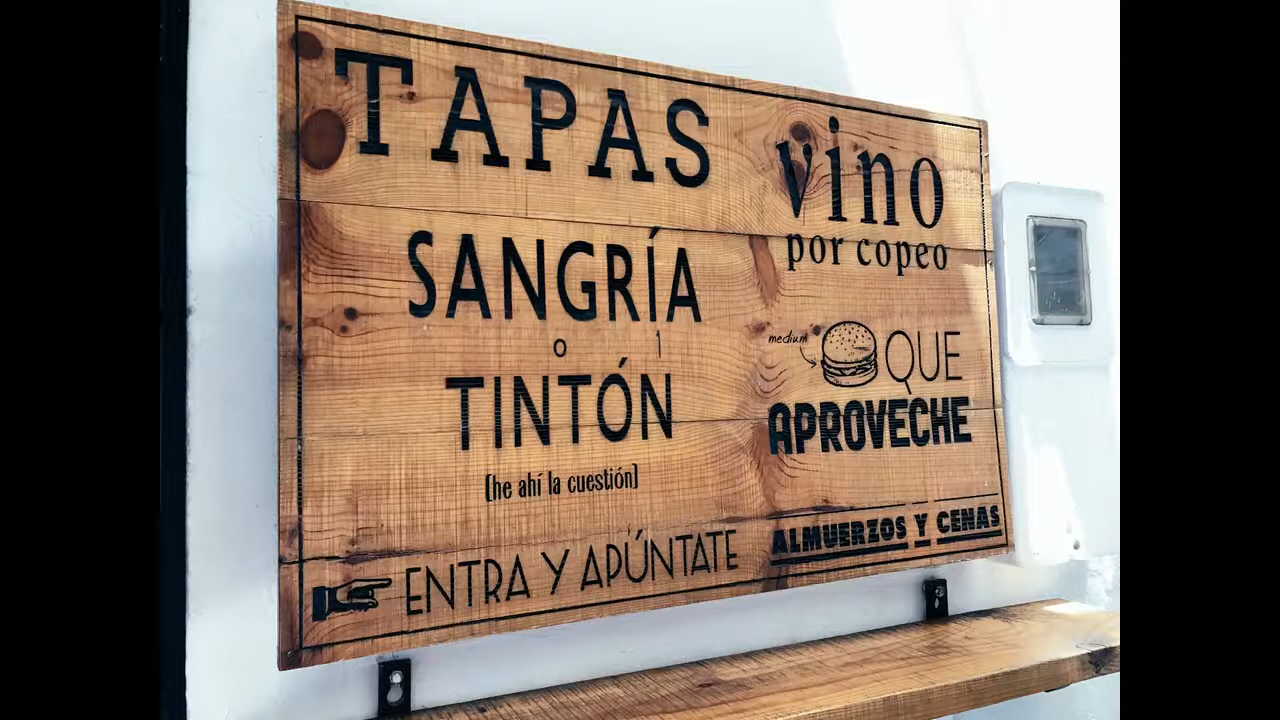 TAPAS
SANGRÍA
o
TINTÓN
(he ahí la cuestión)
ENTRA Y APÚNTATE
vino
por copeo
medium
QUE
APROVECHE
ALMUERZOS Y CENAS